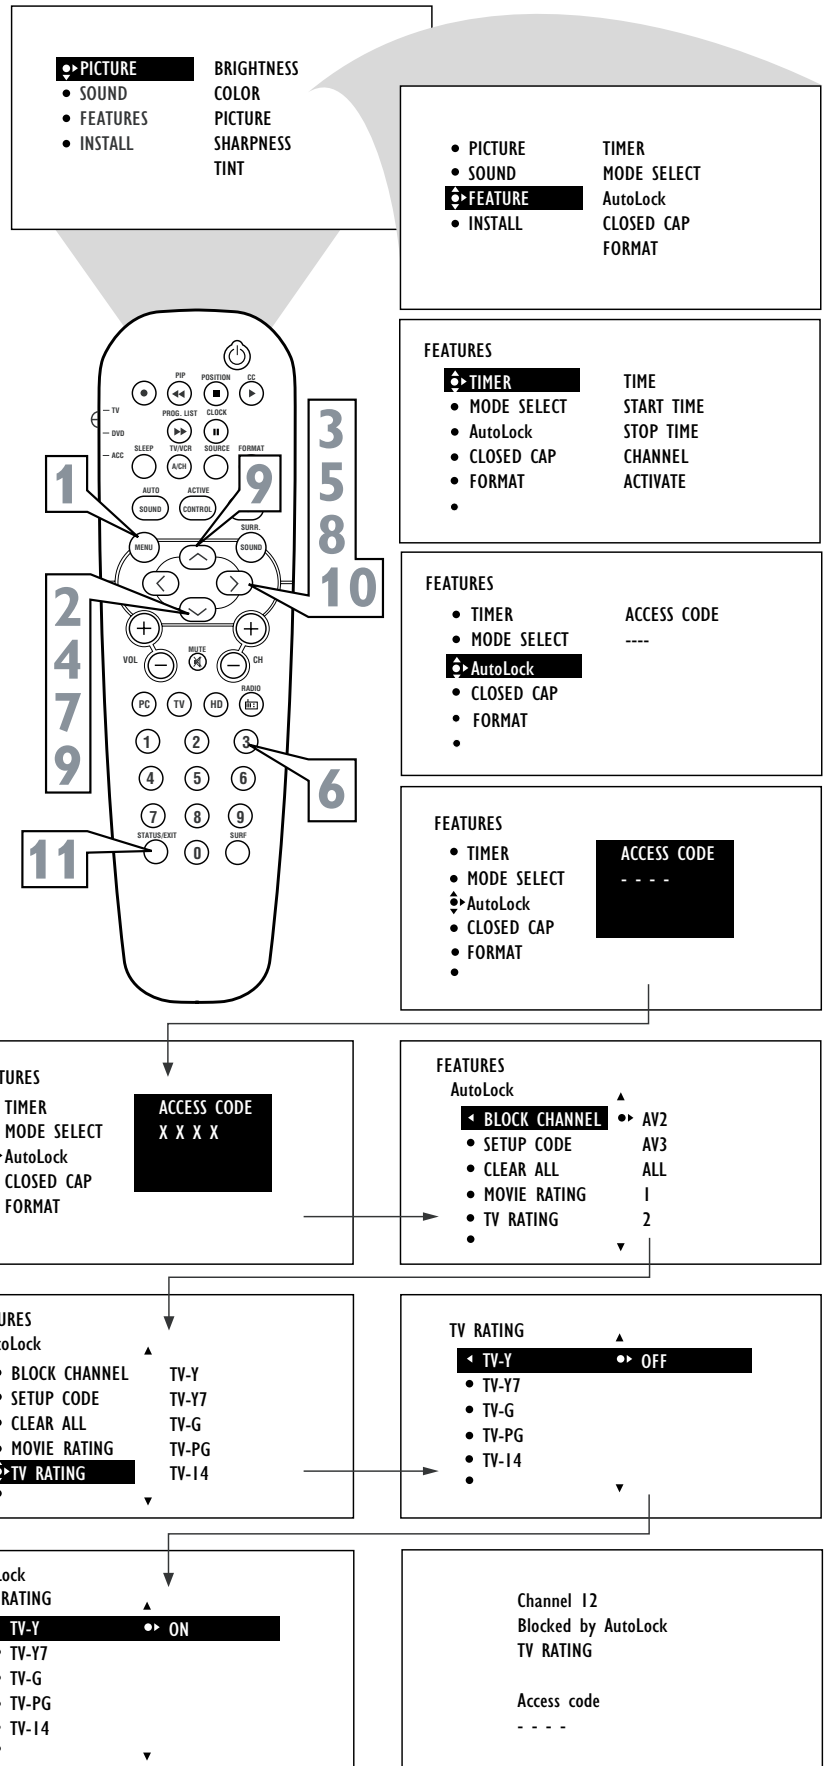 PICTURE BRIGHTNESS
SOUND COLOR
FEATURES PICTURE
INSTALL SHARPNESS
TINT
PICTURE TIMER
SOUND MODE SELECT
FEATURE AutoLock
INSTALL CLOSED CAP
FORMAT
FEATURES
TIMER TIME
MODE SELECT START TIME
AutoLock STOP TIME
CLOSED CAP CHANNEL
FORMAT ACTIVATE
FEATURES
TIMER ACCESS CODE
MODE SELECT ----
AutoLock
CLOSED CAP
FORMAT
FEATURES
TIMER ACCESS CODE
MODE SELECT - - - -
AutoLock
CLOSED CAP
FORMAT
PIP POSITION CC
TV
PROG. LIST CLOCK
DVD
ACC
SLEEP TV/VCR SOURCE FORMAT
A/CH
AUTO ACTIVE
SOUND CONTROL
SURR.
MENU SOUND
VOL MUTE CH
RADIO
PC TV HD
1 2 3
4 5 6
7 8 9
STATUS/EXIT SURF
0
1
9
3
5
8
10
2
4
7
9
6
11
TURES
TIMER ACCESS CODE
MODE SELECT X X X X
AutoLock
CLOSED CAP
FORMAT
FEATURES
AutoLock
BLOCK CHANNEL AV2
SETUP CODE AV3
CLEAR ALL ALL
MOVIE RATING 1
TV RATING 2
URES
toLock
BLOCK CHANNEL TV-Y
SETUP CODE TV-Y7
CLEAR ALL TV-G
MOVIE RATING TV-PG
TV RATING TV-14
TV RATING
TV-Y OFF
TV-Y7
TV-G
TV-PG
TV-14
Lock
RATING
TV-Y ON
TV-Y7
TV-G
TV-PG
TV-14
Channel 12
Blocked by AutoLock
TV RATING
Access code
- - - -